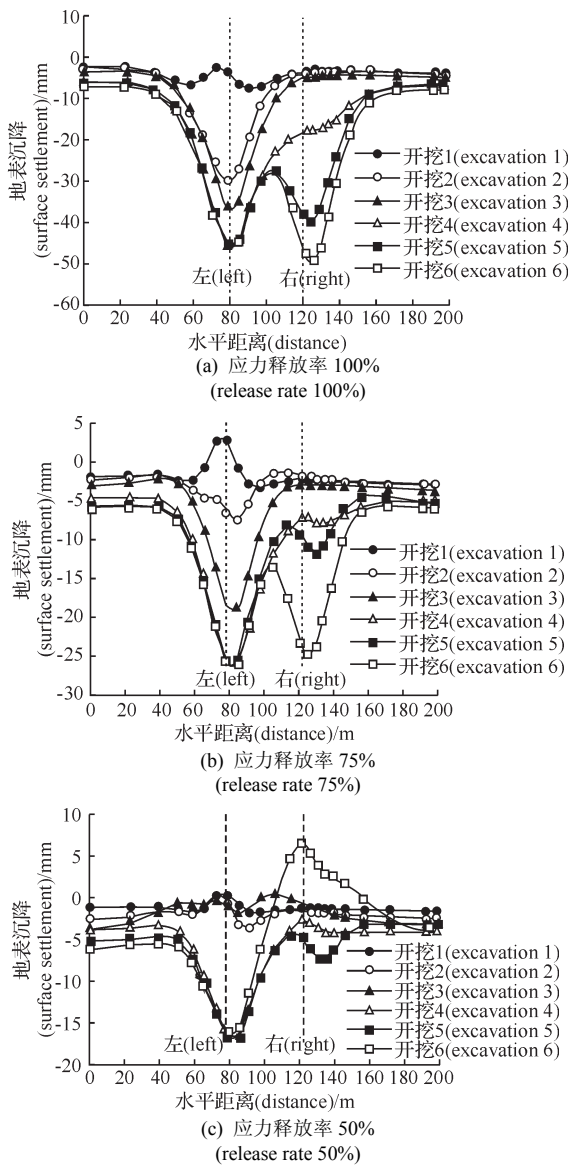 10
0
-10
-20
-30
-40
-50
-60
地表沉降
(surface settlement)/mm
开挖1(excavation 1)
开挖2(excavation 2)
开挖3(excavation 3)
开挖4(excavation 4)
开挖5(excavation 5)
开挖6(excavation 6)
左(left) 右(right)
0 20 40 60 80 100 120 140 160 180 200
水平距离(distance)
(a) 应力释放率 100%
(release rate 100%)
5
0
-5
-10
-15
-20
-25
-30
地表沉降
(surface settlement)/mm
开挖1(excavation 1)
开挖2(excavation 2)
开挖3(excavation 3)
开挖4(excavation 4)
开挖5(excavation 5)
开挖6(excavation 6)
左(left) 右(right)
0 20 40 60 80 100 120 140 160 180 200
水平距离(distance)/m
(b) 应力释放率 75%
(release rate 75%)
10
5
0
-5
-10
-15
-20
地表沉降
(surface settlement)/mm
开挖1(excavation 1)
开挖2(excavation 2)
开挖3(excavation 3)
开挖4(excavation 4)
开挖5(excavation 5)
开挖6(excavation 6)
左(left) 右(right)
0 20 40 60 80 100 120 140 160 180 200
水平距离(distance)/m
(c) 应力释放率 50%
(release rate 50%)